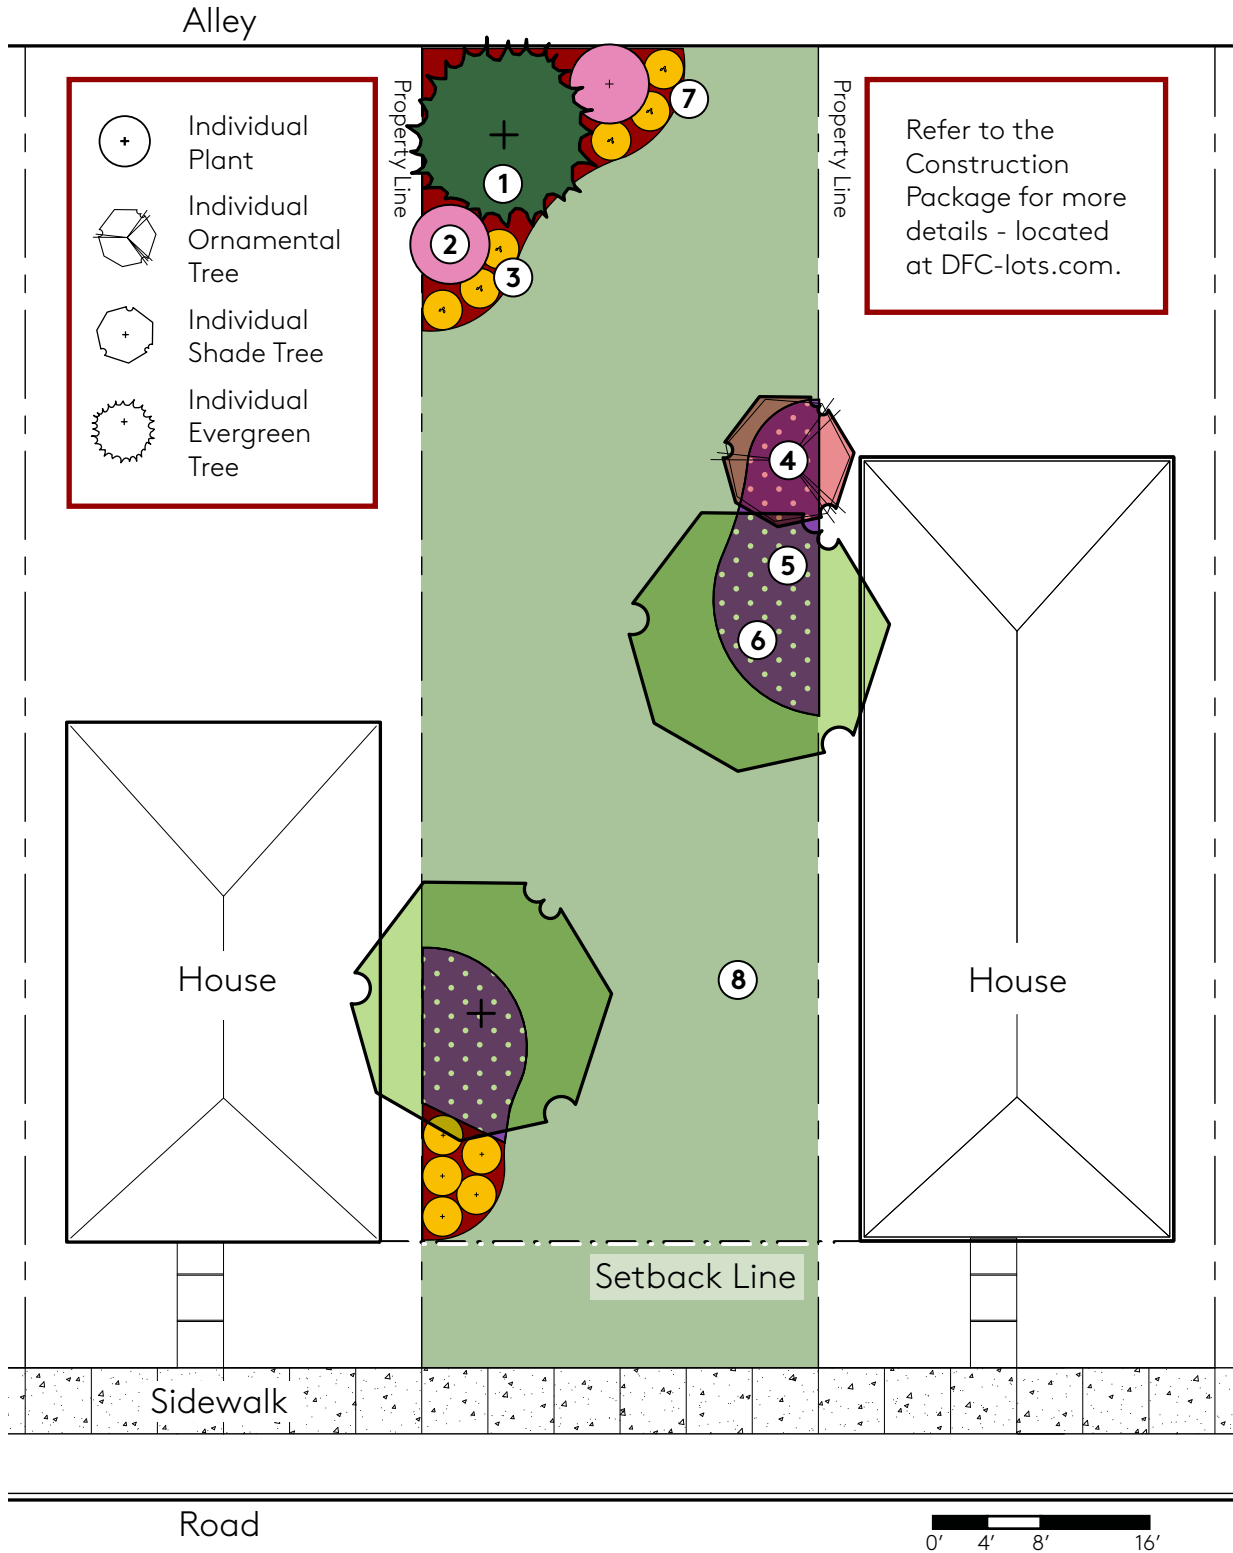 Alley
Property Line
Property Line
Individual
Plant
Individual
Ornamental
Tree
Individual
Shade Tree
Individual
Evergreen
Tree
Refer to the
Construction
Package for more
details - located
at DFC-lots.com.
7
1
2
3
4
5
6
8
House
House
Setback Line
Sidewalk
Road
0' 4' 8' 16'